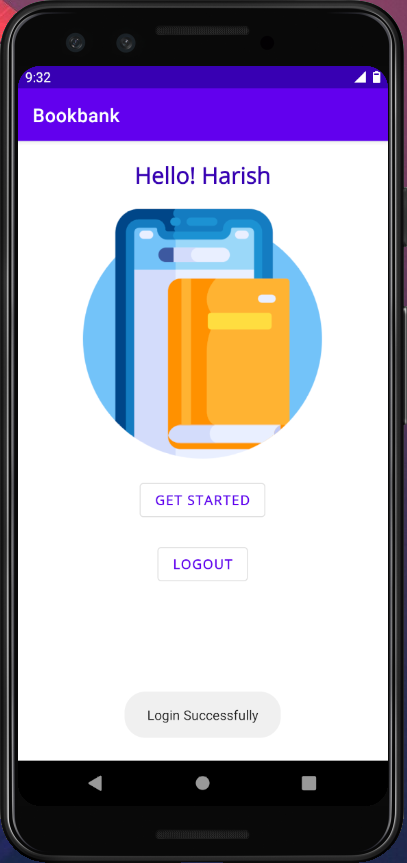 9:32
Bookbank
Hello! Harish
GET STARTED
LOGOUT
Login Successfully